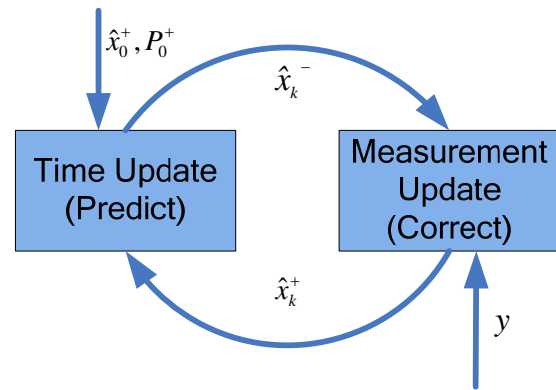 x̂₀⁺, P₀⁺
x̂ₖ⁻
Time Update
(Predict)
Measurement
Update
(Correct)
x̂ₖ⁺
y